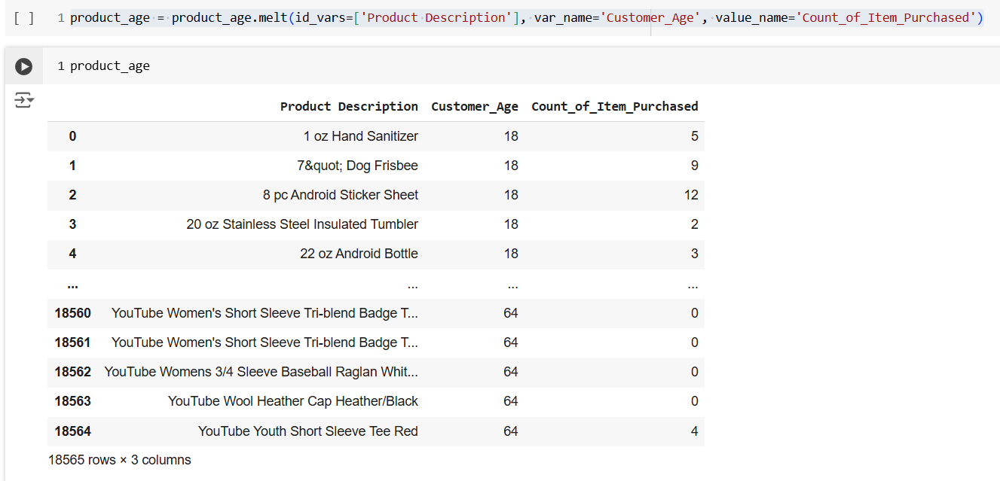 [ ] 1 product_age = product_age.melt(id_vars=['Product Description'], var_name='Customer_Age', value_name='Count_of_Item_Purchased')
1 product_age
Product Description Customer_Age Count_of_Item_Purchased
0 1 oz Hand Sanitizer 18 5
1 7&quot; Dog Frisbee 18 9
2 8 pc Android Sticker Sheet 18 12
3 20 oz Stainless Steel Insulated Tumbler 18 2
4 22 oz Android Bottle 18 3
... ... ... ...
18560 YouTube Women's Short Sleeve Tri-blend Badge T... 64 0
18561 YouTube Women's Short Sleeve Tri-blend Badge T... 64 0
18562 YouTube Womens 3/4 Sleeve Baseball Raglan Whit... 64 0
18563 YouTube Wool Heather Cap Heather/Black 64 0
18564 YouTube Youth Short Sleeve Tee Red 64 4
18565 rows × 3 columns